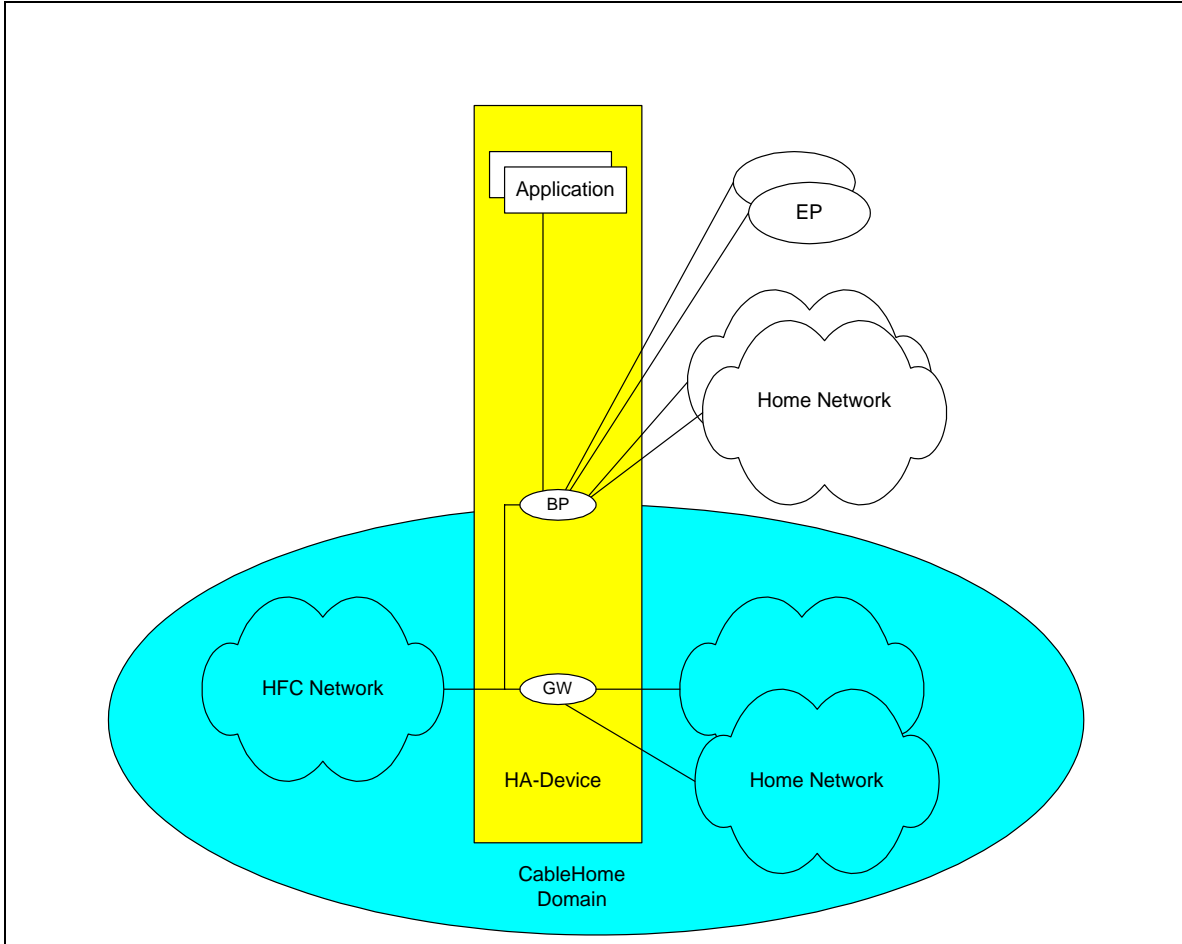 Application
EP
Home Network
BP
HFC Network
GW
HA-Device
Home Network
CableHome
Domain